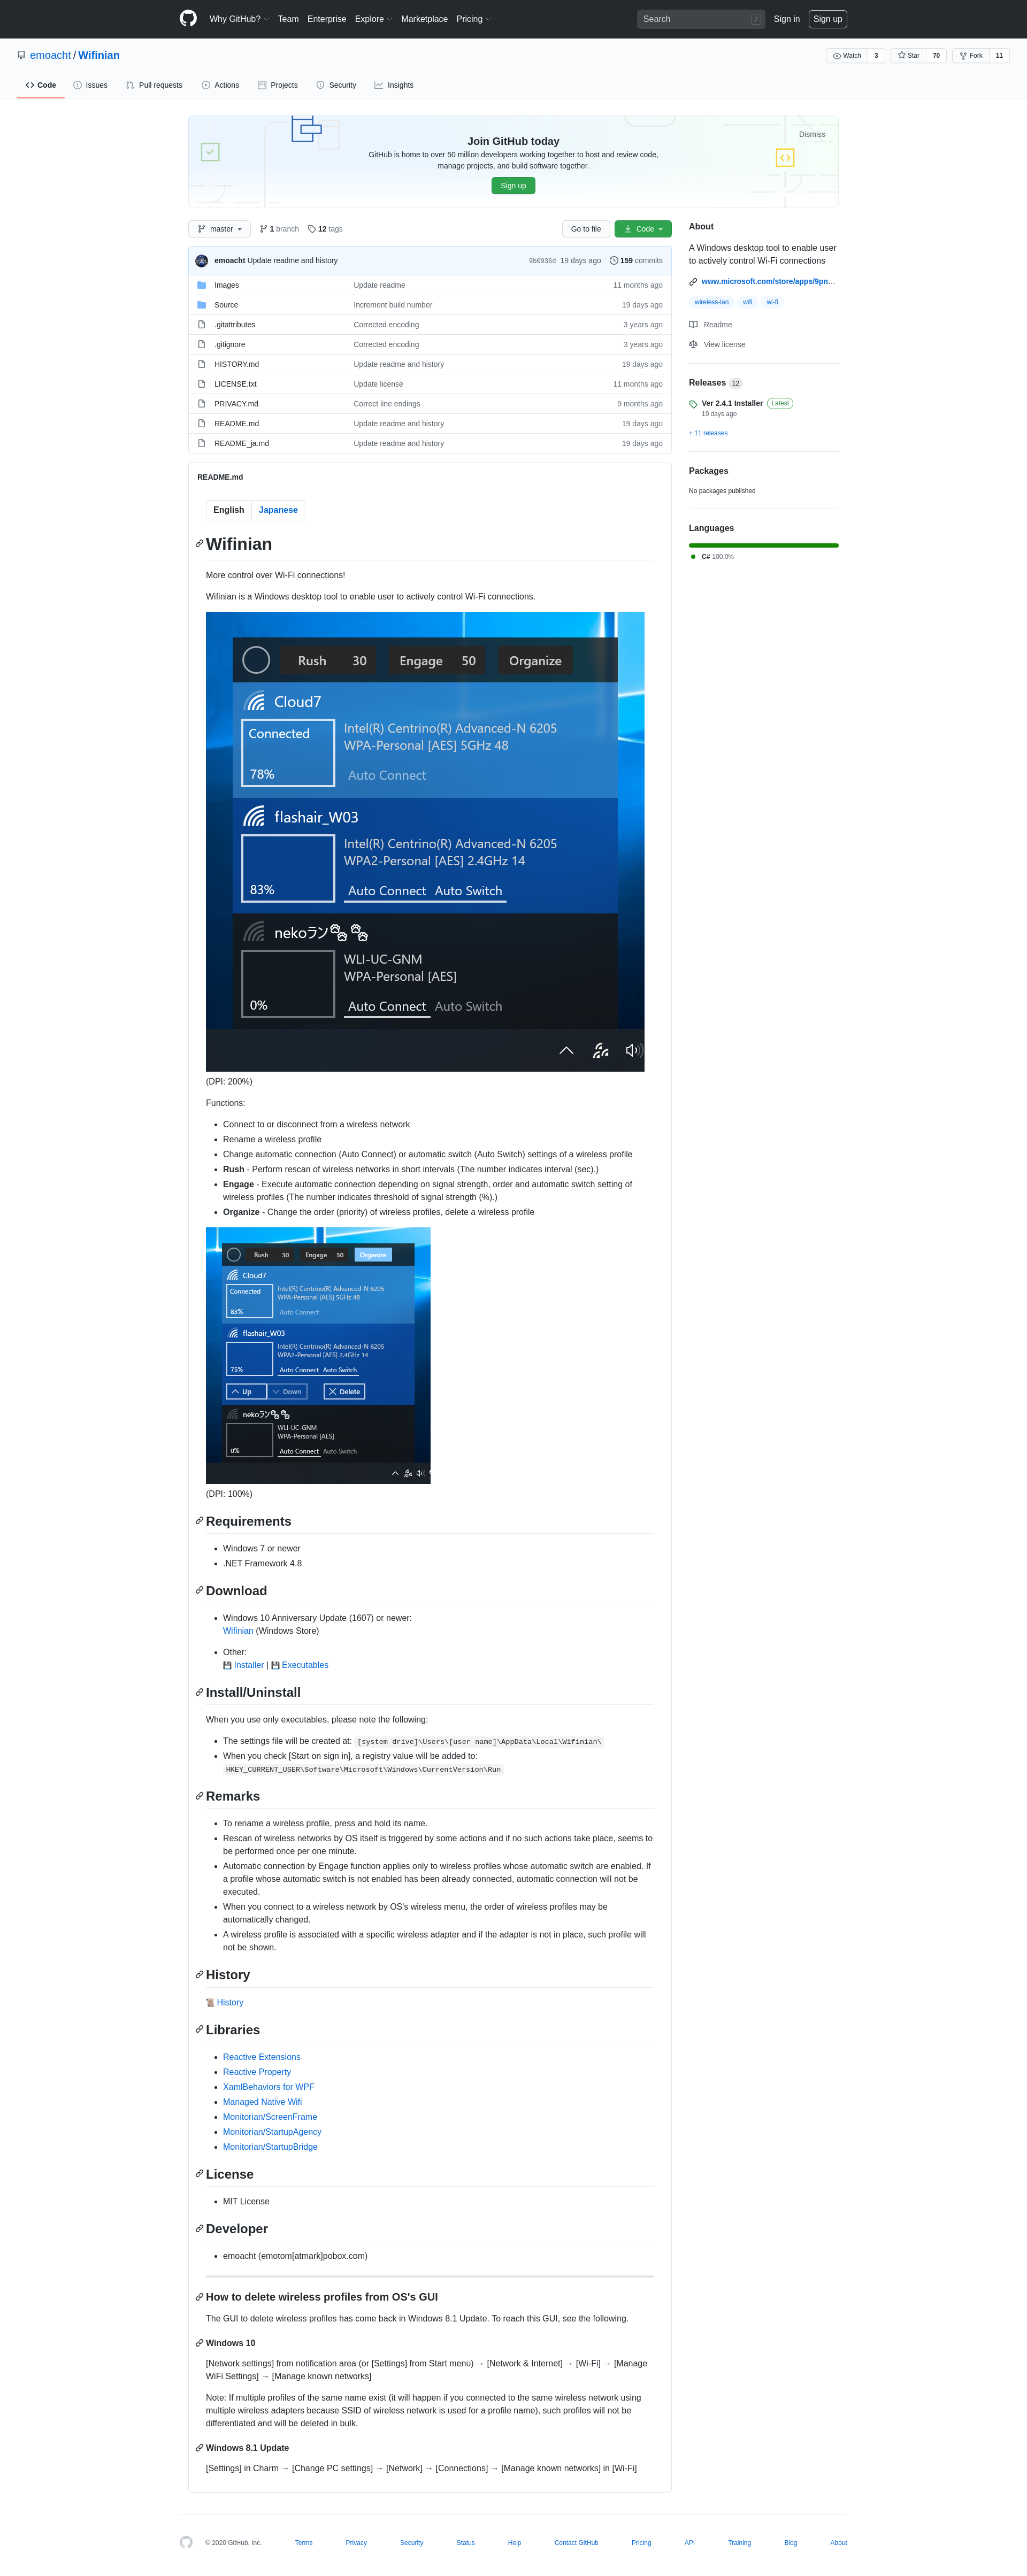 Why GitHub? Team Enterprise Explore Marketplace Pricing Search / Sign in Sign up
emoacht / Wifinian Watch 3 Star 70 Fork 11
Code Issues Pull requests Actions Projects Security Insights
Dismiss
Join GitHub today
GitHub is home to over 50 million developers working together to host and review code,
manage projects, and build software together.
Sign up
master 1 branch 12 tags Go to file Code
emoacht Update readme and history 9b0936d 19 days ago 159 commits
Images Update readme 11 months ago
Source Increment build number 19 days ago
.gitattributes Corrected encoding 3 years ago
.gitignore Corrected encoding 3 years ago
HISTORY.md Update readme and history 19 days ago
LICENSE.txt Update license 11 months ago
PRIVACY.md Correct line endings 9 months ago
README.md Update readme and history 19 days ago
README_ja.md Update readme and history 19 days ago
About
A Windows desktop tool to enable user
to actively control Wi-Fi connections
www.microsoft.com/store/apps/9pn…
wireless-lan wifi wi-fi
Readme
View license
Releases 12
Ver 2.4.1 Installer Latest
19 days ago
+ 11 releases
Packages
No packages published
Languages
C# 100.0%
README.md
English Japanese
Wifinian
More control over Wi-Fi connections!
Wifinian is a Windows desktop tool to enable user to actively control Wi-Fi connections.
Rush 30 Engage 50 Organize
Cloud7
Connected
78%
Intel(R) Centrino(R) Advanced-N 6205
WPA-Personal [AES] 5GHz 48
Auto Connect
flashair_W03
83%
Intel(R) Centrino(R) Advanced-N 6205
WPA2-Personal [AES] 2.4GHz 14
Auto Connect Auto Switch
nekoラン🐾🐾
0%
WLI-UC-GNM
WPA-Personal [AES]
Auto Connect Auto Switch
(DPI: 200%)
Functions:
Connect to or disconnect from a wireless network
Rename a wireless profile
Change automatic connection (Auto Connect) or automatic switch (Auto Switch) settings of a wireless profile
Rush - Perform rescan of wireless networks in short intervals (The number indicates interval (sec).)
Engage - Execute automatic connection depending on signal strength, order and automatic switch setting of
wireless profiles (The number indicates threshold of signal strength (%).)
Organize - Change the order (priority) of wireless profiles, delete a wireless profile
Rush 30 Engage 50 Organize
Cloud7
Connected
83%
Intel(R) Centrino(R) Advanced-N 6205
WPA-Personal [AES] 5GHz 48
Auto Connect
flashair_W03
75%
Intel(R) Centrino(R) Advanced-N 6205
WPA2-Personal [AES] 2.4GHz 14
Auto Connect Auto Switch
Up Down Delete
nekoラン🐾🐾
0%
WLI-UC-GNM
WPA-Personal [AES]
Auto Connect Auto Switch
(DPI: 100%)
Requirements
Windows 7 or newer
.NET Framework 4.8
Download
Windows 10 Anniversary Update (1607) or newer:
Wifinian (Windows Store)
Other:
💾 Installer | 💾 Executables
Install/Uninstall
When you use only executables, please note the following:
The settings file will be created at: [system drive]\Users\[user name]\AppData\Local\Wifinian\
When you check [Start on sign in], a registry value will be added to:
HKEY_CURRENT_USER\Software\Microsoft\Windows\CurrentVersion\Run
Remarks
To rename a wireless profile, press and hold its name.
Rescan of wireless networks by OS itself is triggered by some actions and if no such actions take place, seems to
be performed once per one minute.
Automatic connection by Engage function applies only to wireless profiles whose automatic switch are enabled. If
a profile whose automatic switch is not enabled has been already connected, automatic connection will not be
executed.
When you connect to a wireless network by OS's wireless menu, the order of wireless profiles may be
automatically changed.
A wireless profile is associated with a specific wireless adapter and if the adapter is not in place, such profile will
not be shown.
History
📜 History
Libraries
Reactive Extensions
Reactive Property
XamlBehaviors for WPF
Managed Native Wifi
Monitorian/ScreenFrame
Monitorian/StartupAgency
Monitorian/StartupBridge
License
MIT License
Developer
emoacht (emotom[atmark]pobox.com)
How to delete wireless profiles from OS's GUI
The GUI to delete wireless profiles has come back in Windows 8.1 Update. To reach this GUI, see the following.
Windows 10
[Network settings] from notification area (or [Settings] from Start menu) → [Network & Internet] → [Wi-Fi] → [Manage
WiFi Settings] → [Manage known networks]
Note: If multiple profiles of the same name exist (it will happen if you connected to the same wireless network using
multiple wireless adapters because SSID of wireless network is used for a profile name), such profiles will not be
differentiated and will be deleted in bulk.
Windows 8.1 Update
[Settings] in Charm → [Change PC settings] → [Network] → [Connections] → [Manage known networks] in [Wi-Fi]
© 2020 GitHub, Inc. Terms Privacy Security Status Help Contact GitHub Pricing API Training Blog About